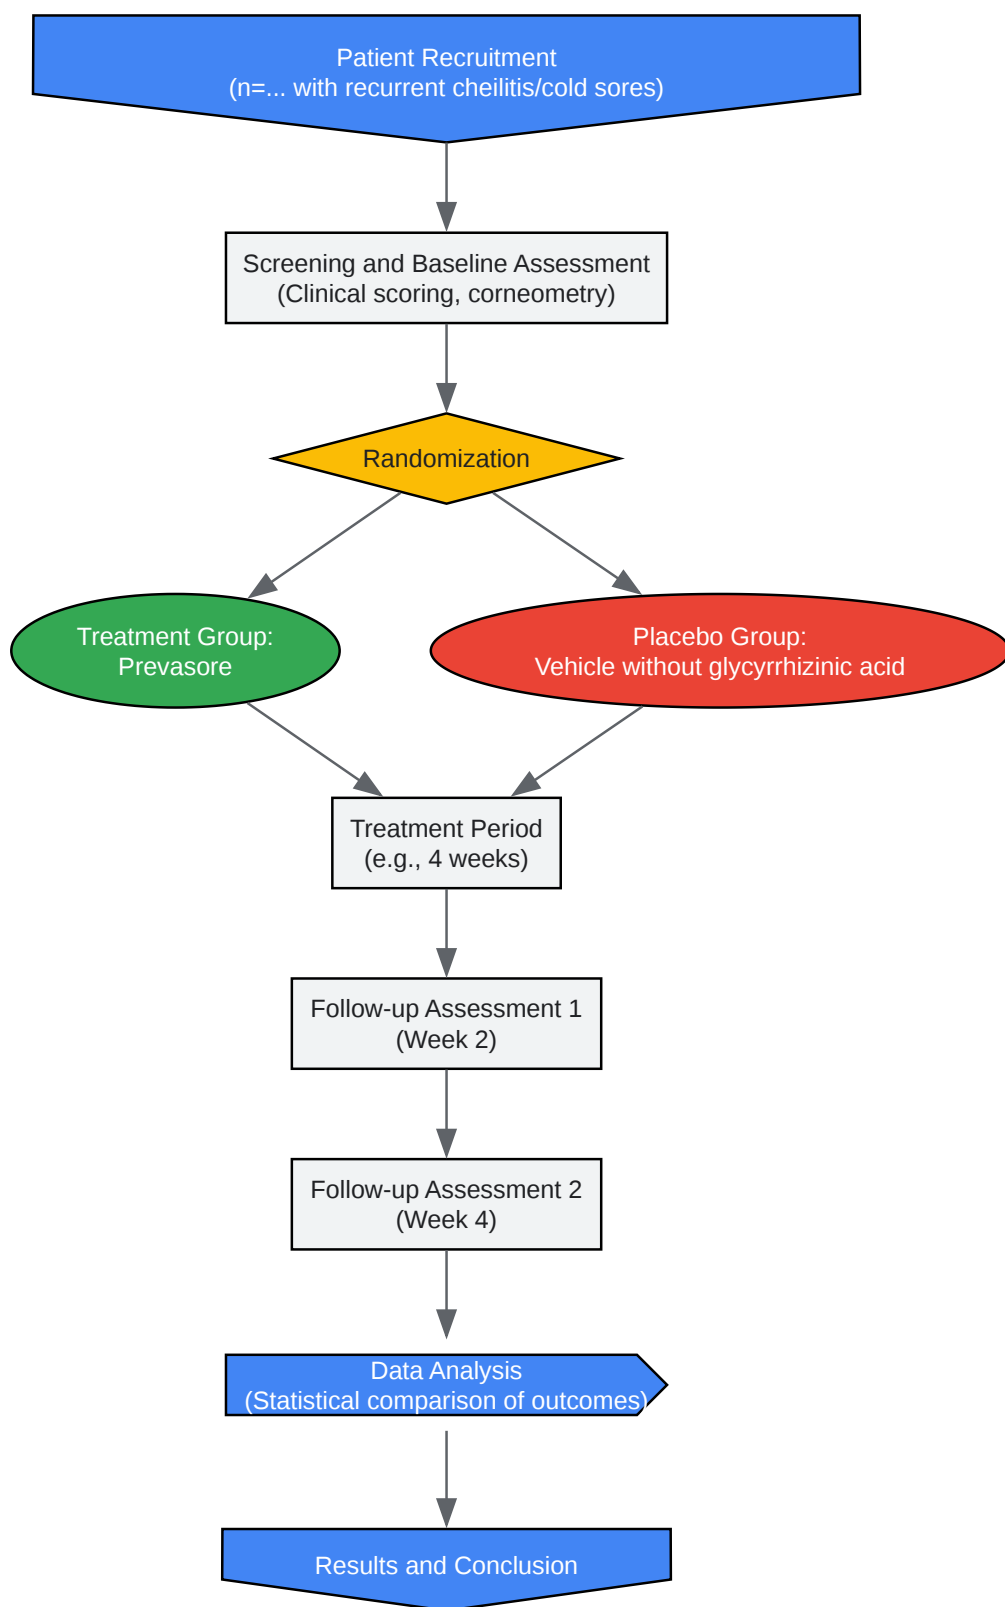 Patient Recruitment
(n=... with recurrent cheilitis/cold sores)
Screening and Baseline Assessment
(Clinical scoring, corneometry)
Randomization
Treatment Group:
Prevasore
Placebo Group:
Vehicle without glycyrrhizinic acid
Treatment Period
(e.g., 4 weeks)
Follow-up Assessment 1
(Week 2)
Follow-up Assessment 2
(Week 4)
Data Analysis
(Statistical comparison of outcomes)
Results and Conclusion